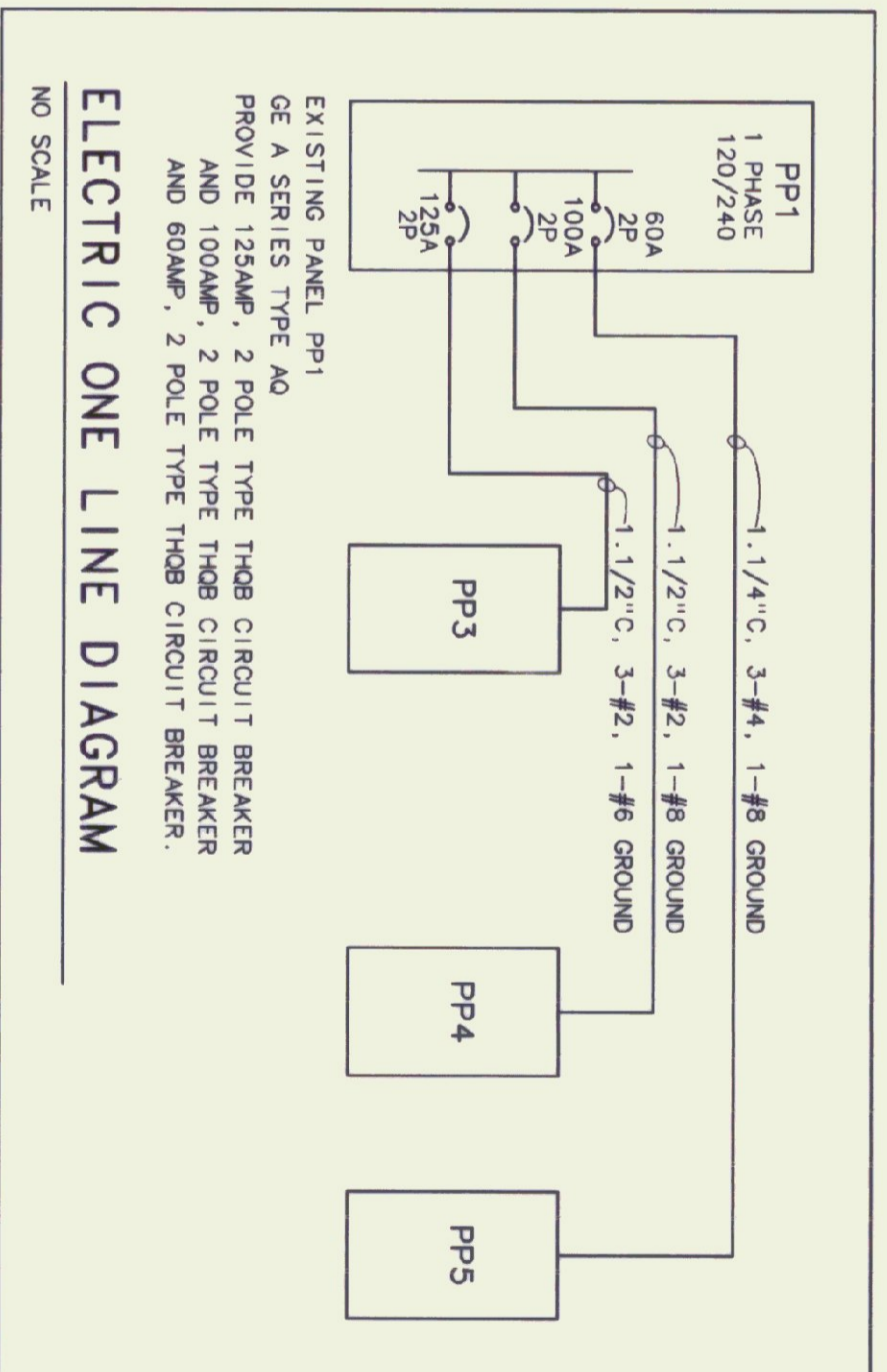 PP1
1 PHASE
120/240
60A
2P
100A
2P
125A
2P
1.1/4"C, 3-#4, 1-#8 GROUND
1.1/2"C, 3-#2, 1-#8 GROUND
1.1/2"C, 3-#2, 1-#6 GROUND
PP3
PP4
PP5
EXISTING PANEL PP1
GE A SERIES TYPE AQ
PROVIDE 125AMP, 2 POLE TYPE THQB CIRCUIT BREAKER
AND 100AMP, 2 POLE TYPE THQB CIRCUIT BREAKER
AND 60AMP, 2 POLE TYPE THQB CIRCUIT BREAKER.
ELECTRIC ONE LINE DIAGRAM
NO SCALE